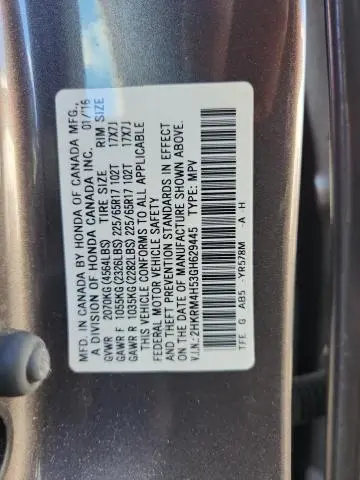 MFD. IN CANADA BY HONDA OF CANADA MFG.,
A DIVISION OF HONDA CANADA INC. 01/16
TIRE SIZE RIM SIZE
GVWR 2070KG(4564LBS)
GAWR F 1055KG(2326LBS) 225/65R17 102T 17X7J
GAWR R 1035KG(2282LBS) 225/65R17 102T 17X7J
THIS VEHICLE CONFORMS TO ALL APPLICABLE
FEDERAL MOTOR VEHICLE SAFETY
AND THEFT PREVENTION STANDARDS IN EFFECT
ON THE DATE OF MANUFACTURE SHOWN ABOVE.
V.I.N.: 2HKRM4H53GH629445 TYPE: MPV
TFE G AB5 -YR578M -A H